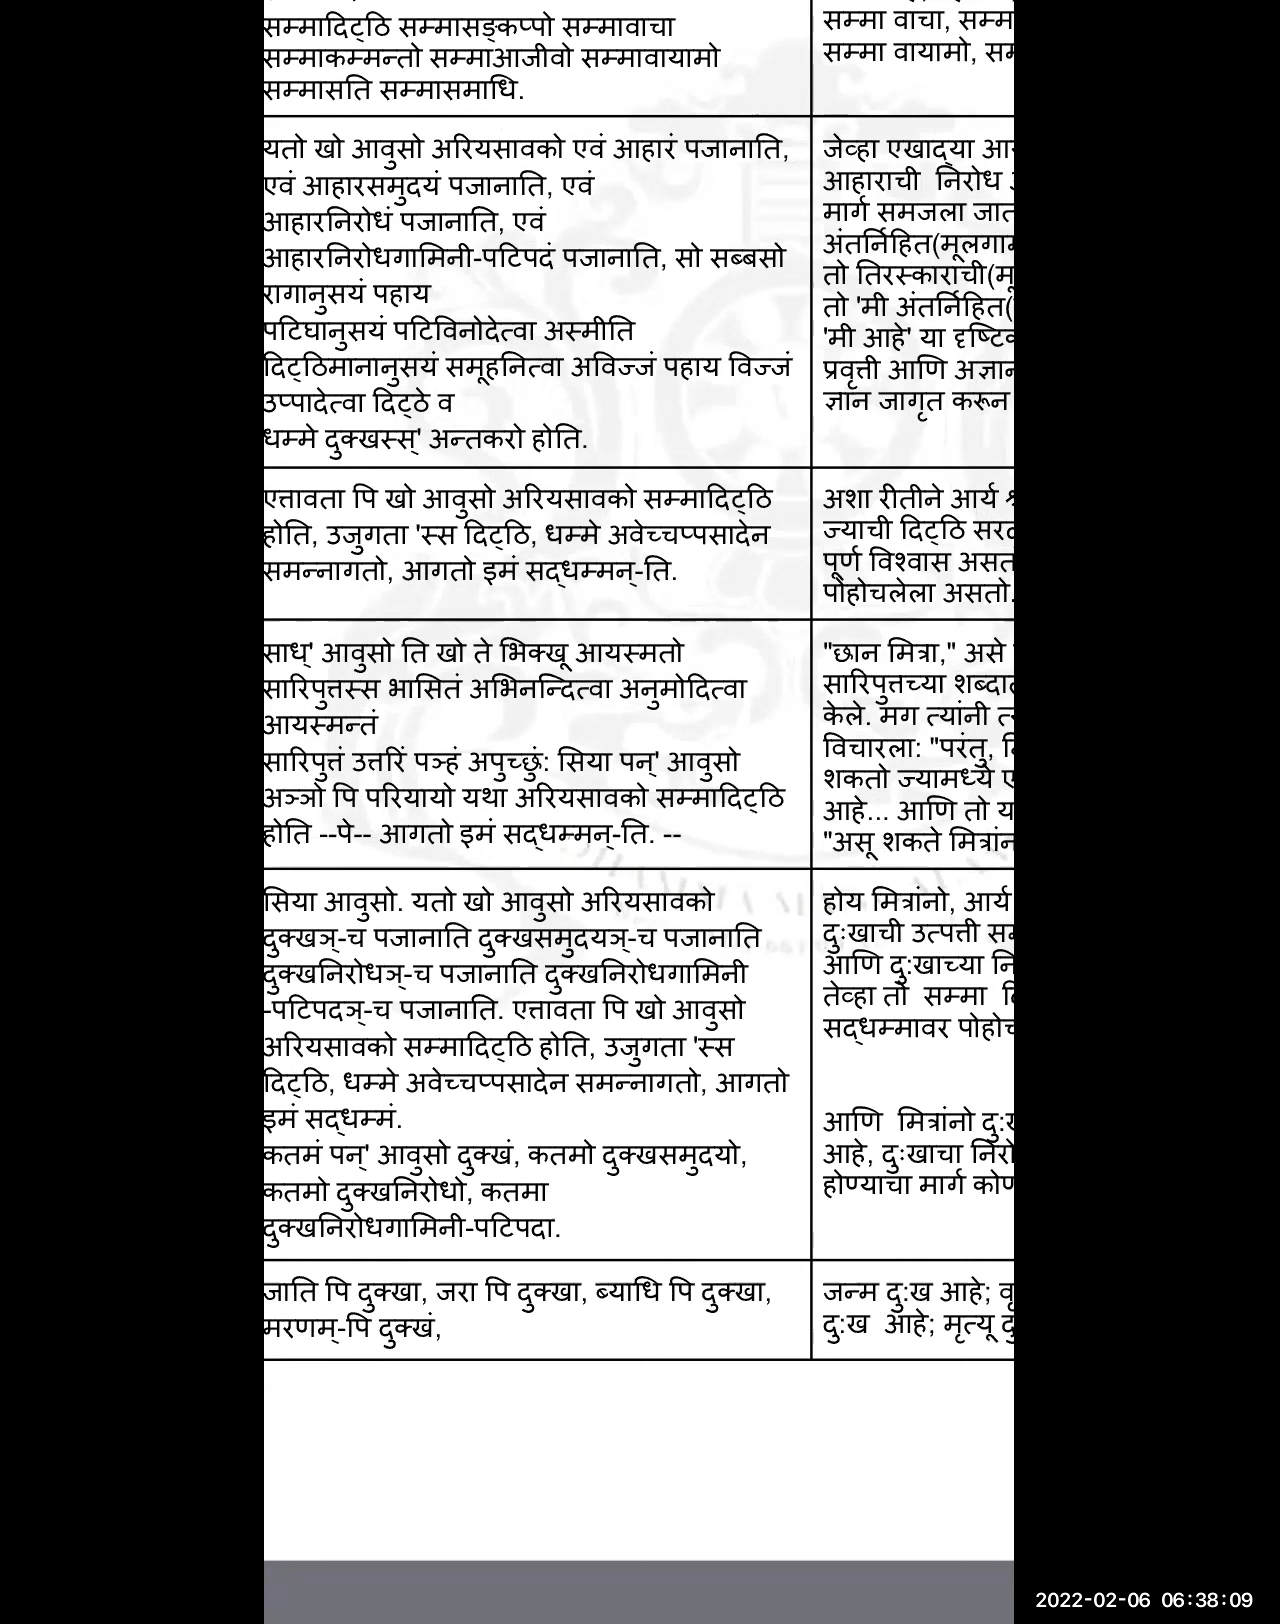 सम्मादिट्ठि सम्मासङ्कप्पो सम्मावाचा
सम्माकम्मन्तो सम्माआजीवो सम्मावायामो
सम्मासति सम्मासमाधि.
सम्मा वाचा,
सम्मा वायामो,
यतो खो आवुसो अरियसावको एवं आहारं पजानाति,
एवं आहारसमुदयं पजानाति, एवं
आहारनिरोधं पजानाति, एवं
आहारनिरोधगामिनी-पटिपदं पजानाति, सो सब्बसो
रागानुसयं पहाय
पटिघानुसयं पटिविनोदेत्वा अस्मीति
दिट्ठिमानानुसयं समूहनित्वा अविज्जं पहाय विज्जं
उप्पादेत्वा दिट्ठे व
धम्मे दुक्खस्स्' अन्तकरो होति.
जेव्हा एखाद्या
आहाराची निरोध
मार्ग समजला
तो तिरस्काराची
तो 'मी अंतर्निहित
'मी आहे' या
प्रवृत्ती आणि
ज्ञान जागृत करून
एत्तावता पि खो आवुसो अरियसावको सम्मादिट्ठि
होति, उजुगता 'स्स दिट्ठि, धम्मे अवेच्चप्पसादेन
समन्नागतो, आगतो इमं सद्धम्मन्-ति.
अशा रीतीने आर्य
ज्याची दिट्ठि
पूर्ण विश्वास
पोहोचलेला असतो.
साध्' आवुसो ति खो ते भिक्खू आयस्मतो
सारिपुत्तस्स भासितं अभिनन्दित्वा अनुमोदित्वा
आयस्मन्तं
सारिपुत्तं उत्तरिं पञ्हं अपुच्छुं: सिया पन्' आवुसो
अञ्ञो पि परियायो यथा अरियसावको सम्मादिट्ठि
होति --पे-- आगतो इमं सद्धम्मन्-ति. --
"छान मित्रा," असे
सारिपुत्तच्या
केले. मग त्यांनी
विचारला: "परंतु,
शकतो ज्यामध्ये
आहे... आणि तो
"असू शकते
सिया आवुसो. यतो खो आवुसो अरियसावको
दुक्खञ्-च पजानाति दुक्खसमुदयञ्-च पजानाति
दुक्खनिरोधञ्-च पजानाति दुक्खनिरोधगामिनी
-पटिपदञ्-च पजानाति. एत्तावता पि खो आवुसो
अरियसावको सम्मादिट्ठि होति, उजुगता 'स्स
दिट्ठि, धम्मे अवेच्चप्पसादेन समन्नागतो, आगतो
इमं सद्धम्मं.
कतमं पन्' आवुसो दुक्खं, कतमो दुक्खसमुदयो,
कतमो दुक्खनिरोधो, कतमा
दुक्खनिरोधगामिनी-पटिपदा.
होय मित्रांनो, आर्य
दुःखाची उत्पत्ती
आणि दु:खाच्या
तेव्हा तो सम्मा
सद्धम्मावर
आणि मित्रांनो
आहे, दुःखाचा
होण्याचा मार्ग
जाति पि दुक्खा, जरा पि दुक्खा, ब्याधि पि दुक्खा,
मरणम्-पि दुक्खं,
जन्म दु:ख आहे;
दु:ख आहे; मृत्यू
2022-02-06 06:38:09